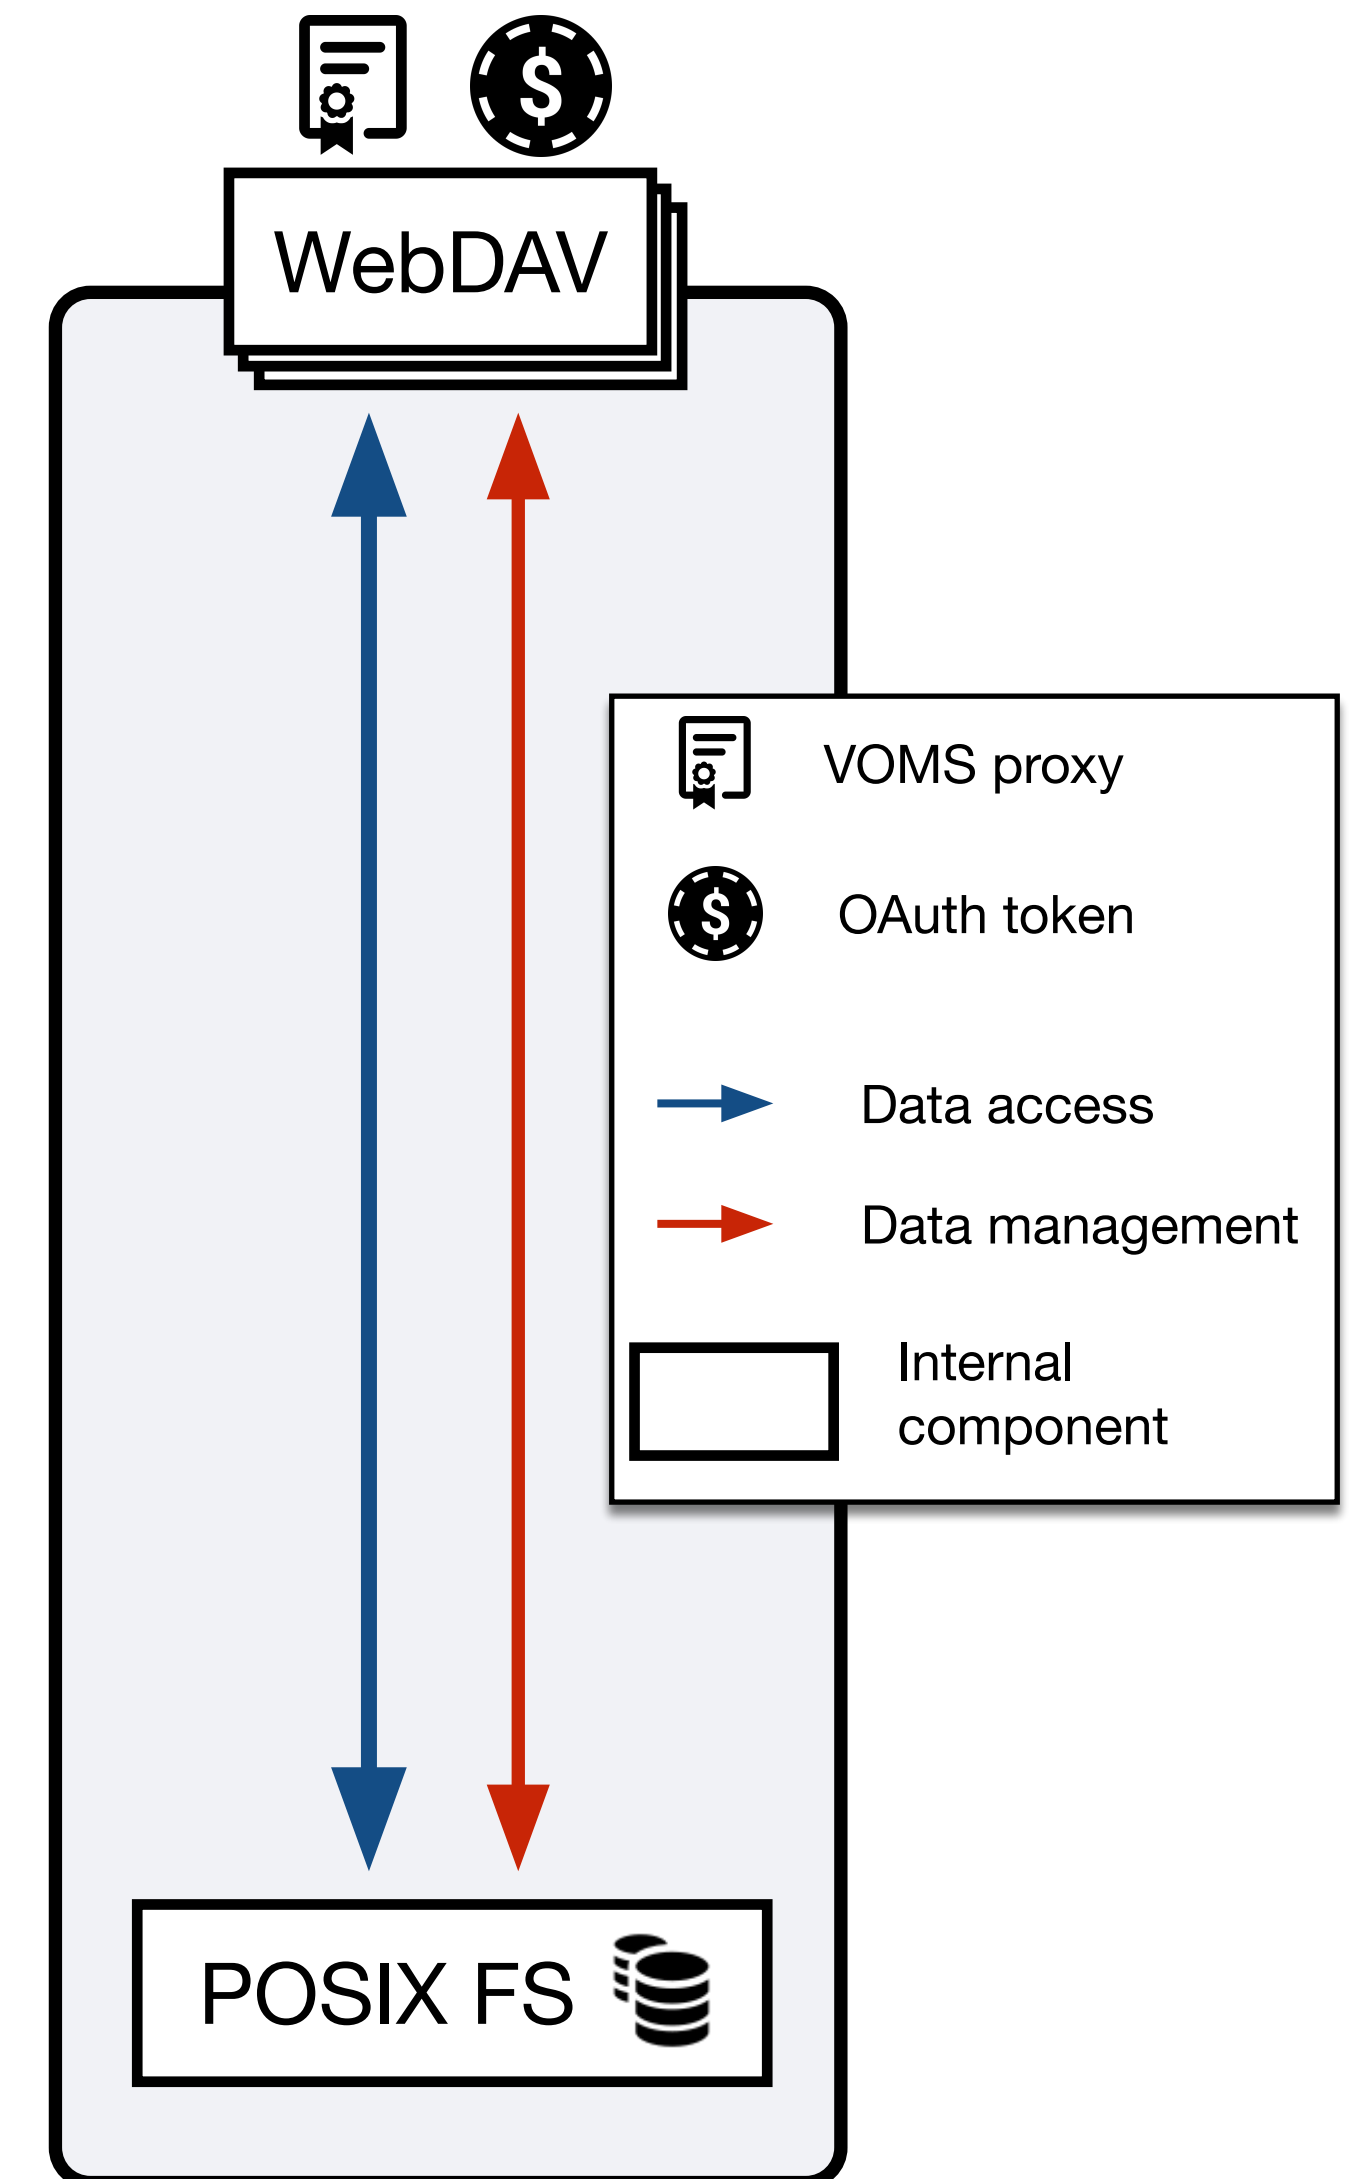 WebDAV
VOMS proxy
OAuth token
Data access
Data management
Internal
component
POSIX FS